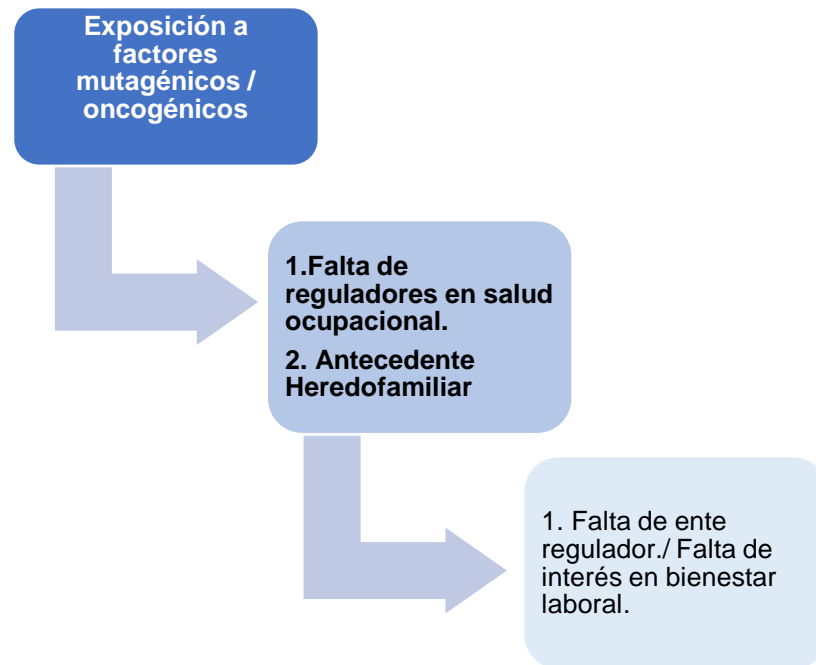 Exposición a
factores
mutagénicos /
oncogénicos
1.Falta de
reguladores en salud
ocupacional.
2. Antecedente
Heredofamiliar
1. Falta de ente
regulador./ Falta de
interés en bienestar
laboral.